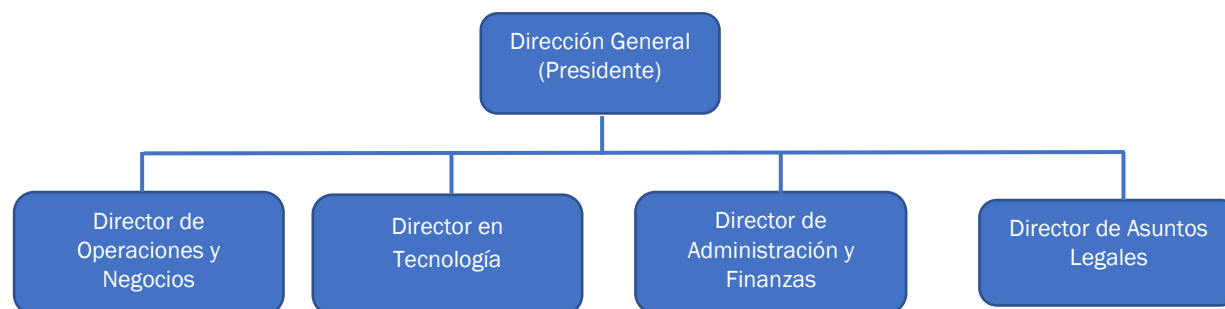 Dirección General
(Presidente)
Director de
Operaciones y
Negocios
Director en
Tecnología
Director de
Administración y
Finanzas
Director de Asuntos
Legales